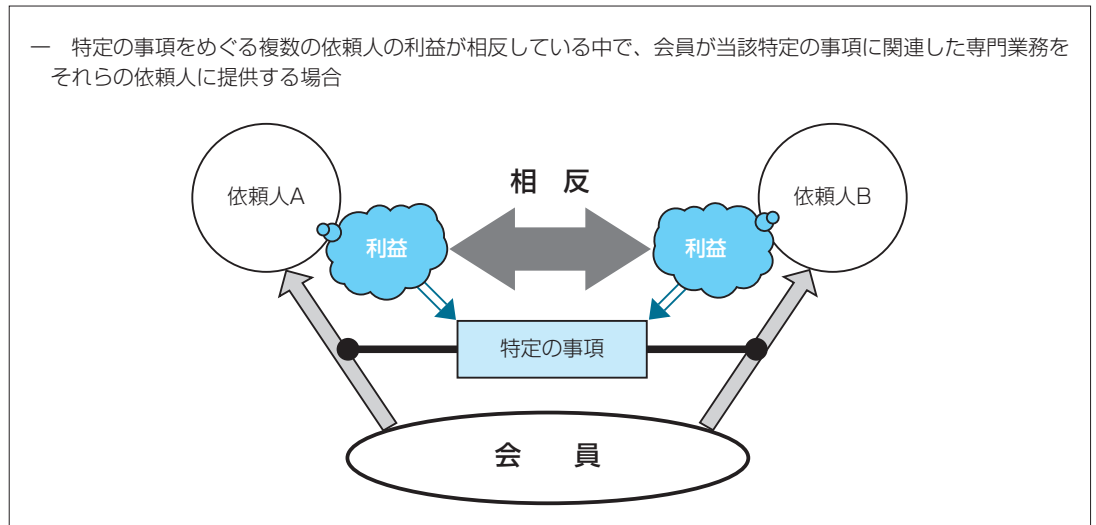 一　特定の事項をめぐる複数の依頼人の利益が相反している中で、会員が当該特定の事項に関連した専門業務を
それらの依頼人に提供する場合
相　反
依頼人A
依頼人B
利益
利益
特定の事項
会　員